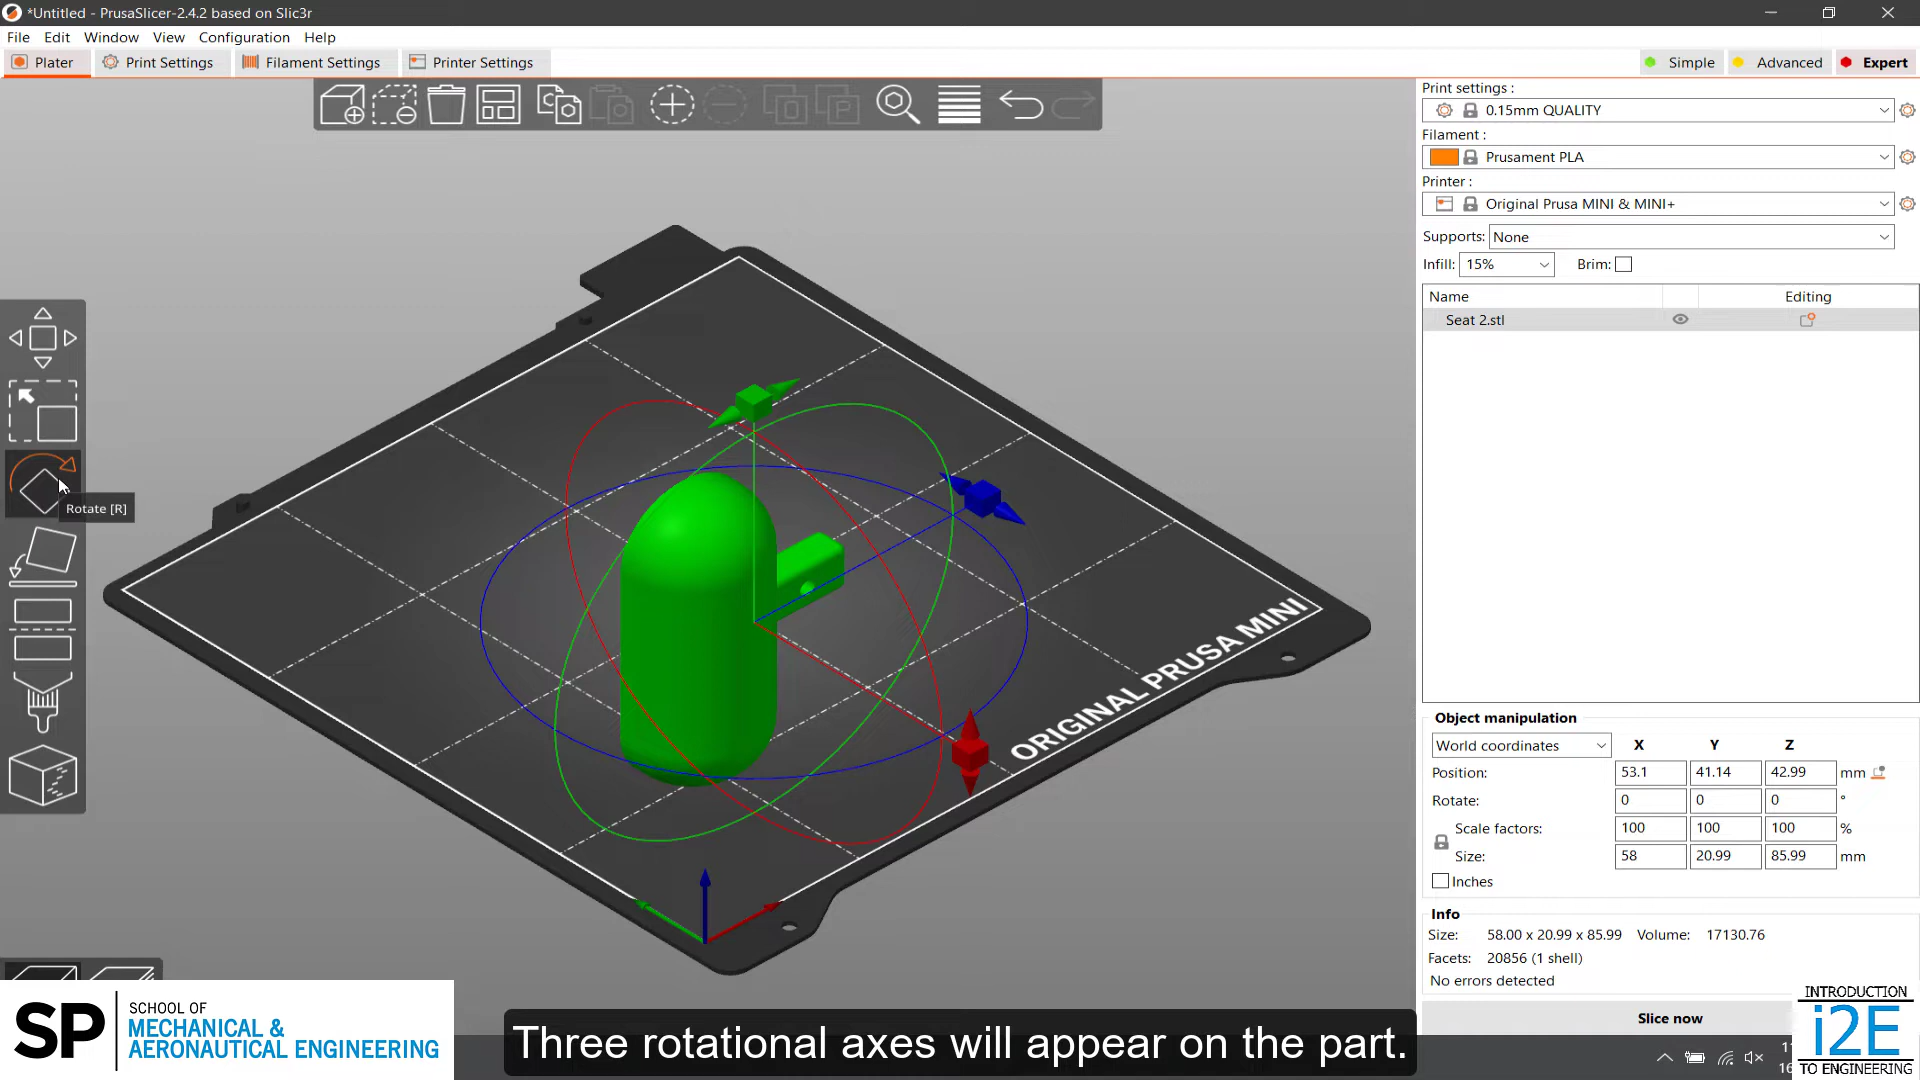 *Untitled - PrusaSlicer-2.4.2 based on Slic3r
File Edit Window View Configuration Help
Plater Print Settings Filament Settings Printer Settings Simple Advanced Expert
Print settings :
0.15mm QUALITY
Filament :
Prusament PLA
Printer :
Original Prusa MINI & MINI+
Supports: None
Infill: 15% Brim:
Name Editing
Seat 2.stl
Rotate [R]
ORIGINAL PRUSA MINI
Object manipulation
World coordinates X Y Z
Position: 53.1 41.14 42.99 mm
Rotate: 0 0 0 °
Scale factors: 100 100 100 %
Size: 58 20.99 85.99 mm
Inches
Info
Size: 58.00 x 20.99 x 85.99 Volume: 17130.76
Facets: 20856 (1 shell)
No errors detected
Slice now
SP SCHOOL OF
MECHANICAL &
AERONAUTICAL ENGINEERING
Three rotational axes will appear on the part.
INTRODUCTION
i2E
TO ENGINEERING